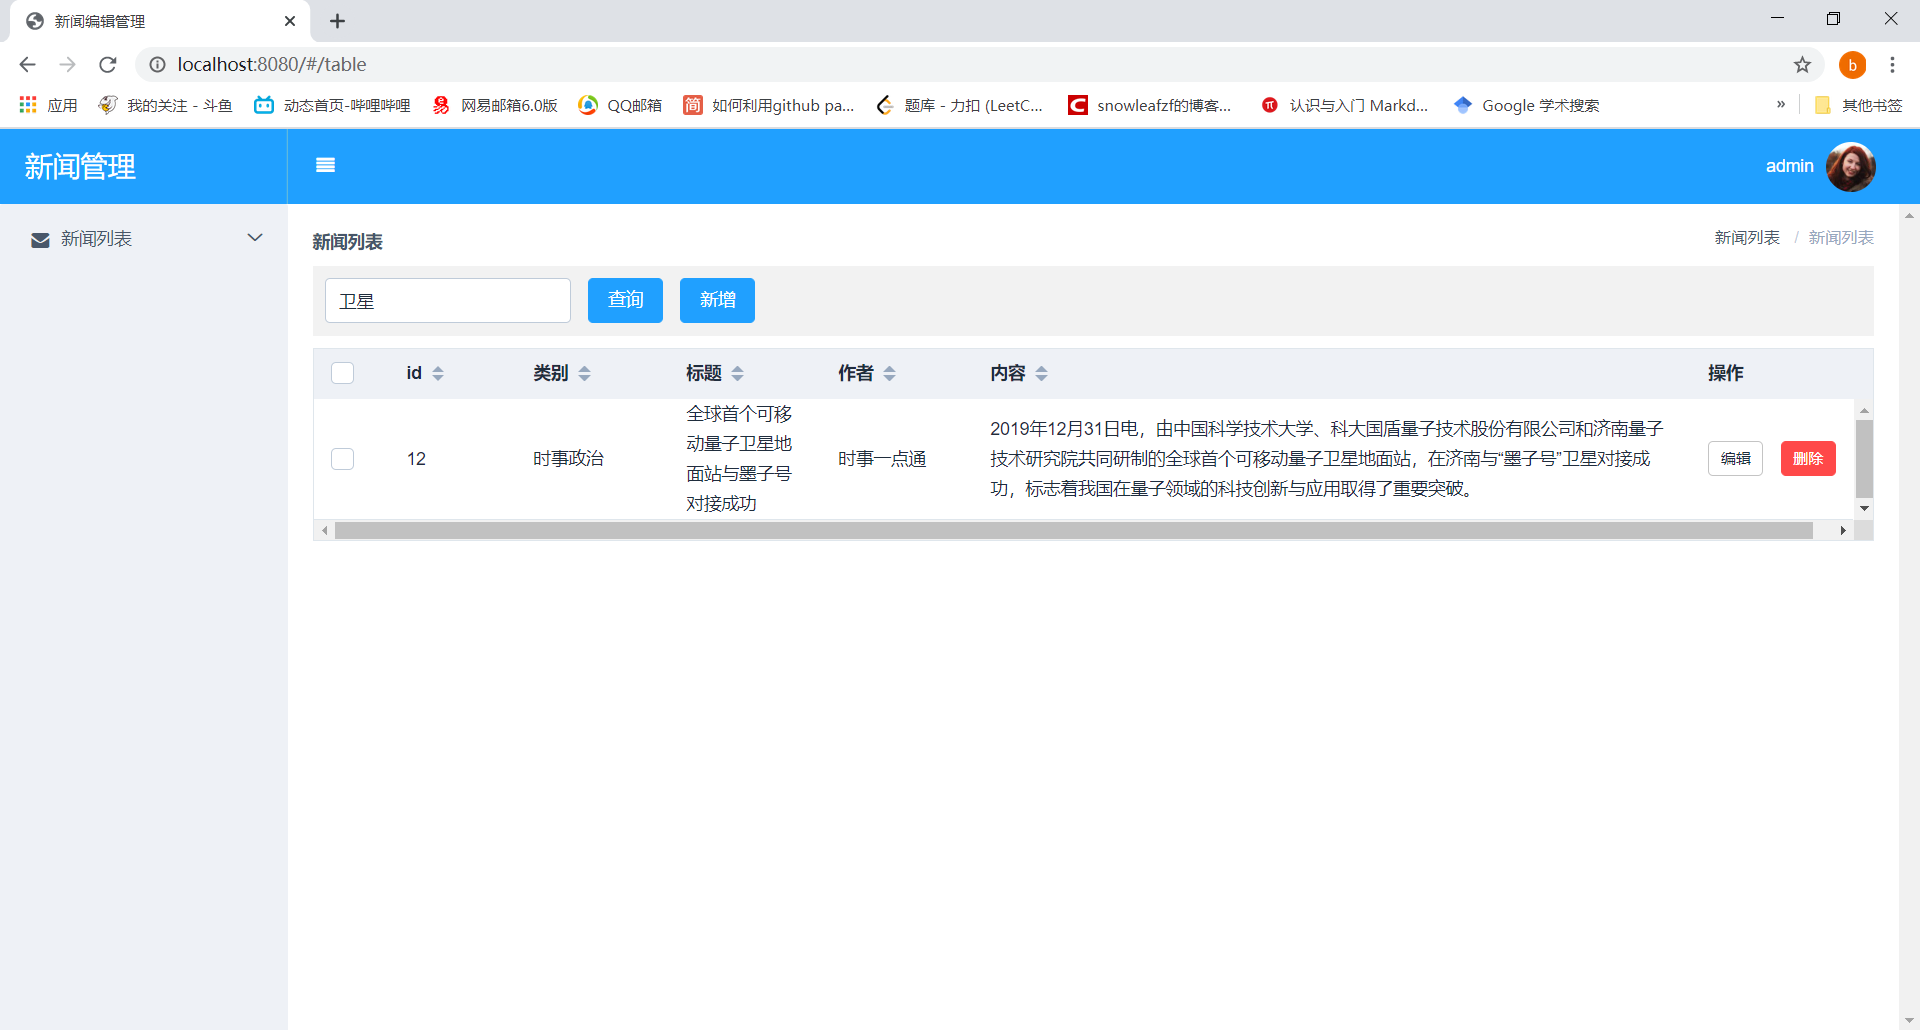 新闻编辑管理
localhost:8080/#/table
b
应用
我的关注 - 斗鱼
动态首页-哔哩哔哩
网易邮箱6.0版
QQ邮箱
简
如何利用github pa...
题库 - 力扣 (LeetC...
snowleafzf的博客...
认识与入门 Markd...
Google 学术搜索
»
其他书签
新闻管理
admin
新闻列表
新闻列表
新闻列表 / 新闻列表
卫星
查询
新增
id
类别
标题
作者
内容
操作
12
时事政治
全球首个可移
动量子卫星地
面站与墨子号
对接成功
时事一点通
2019年12月31日电，由中国科学技术大学、科大国盾量子技术股份有限公司和济南量子
技术研究院共同研制的全球首个可移动量子卫星地面站，在济南与“墨子号”卫星对接成
功，标志着我国在量子领域的科技创新与应用取得了重要突破。
编辑
删除